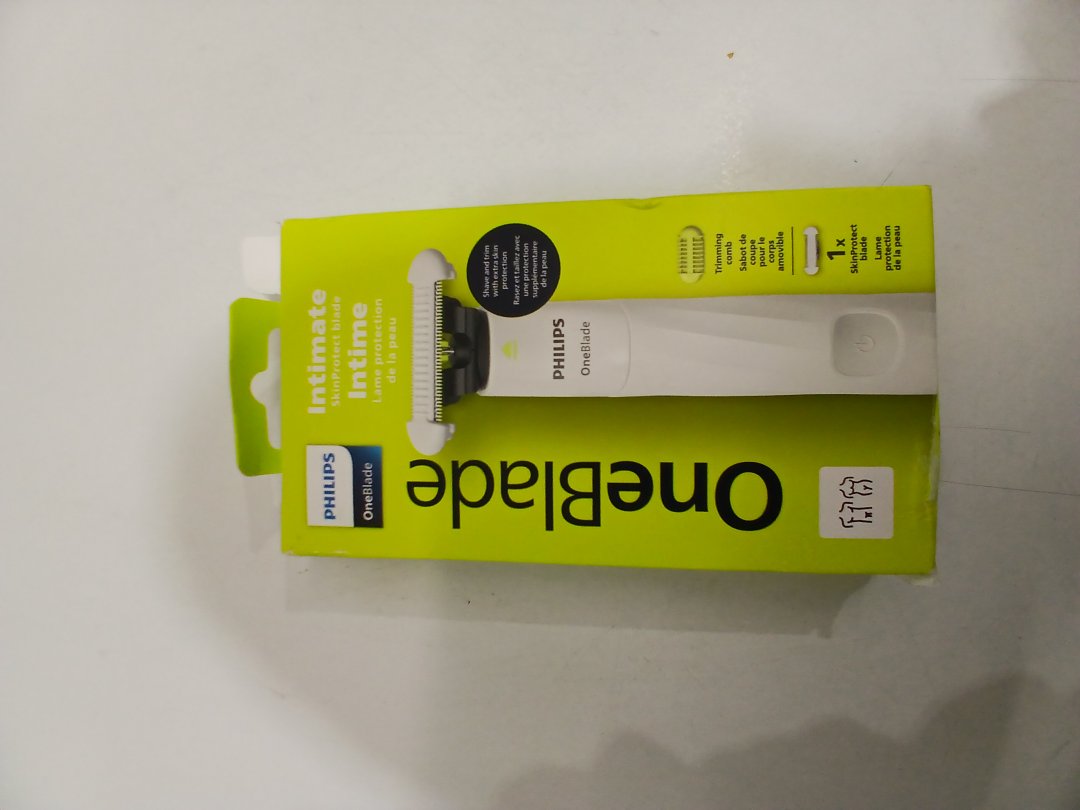 Intimate
SkinProtect blade
Intime
Lame protection
de la peau
PHILIPS
OneBlade
OneBlade
Shave and trim
with extra skin
protection
Rasez et taillez avec
une protection
supplémentaire
de la peau
PHILIPS
OneBlade
Trimming
comb
Sabot de
coupe
pour le
corps
amovible
1x
SkinProtect
blade
Lame
protection
de la peau